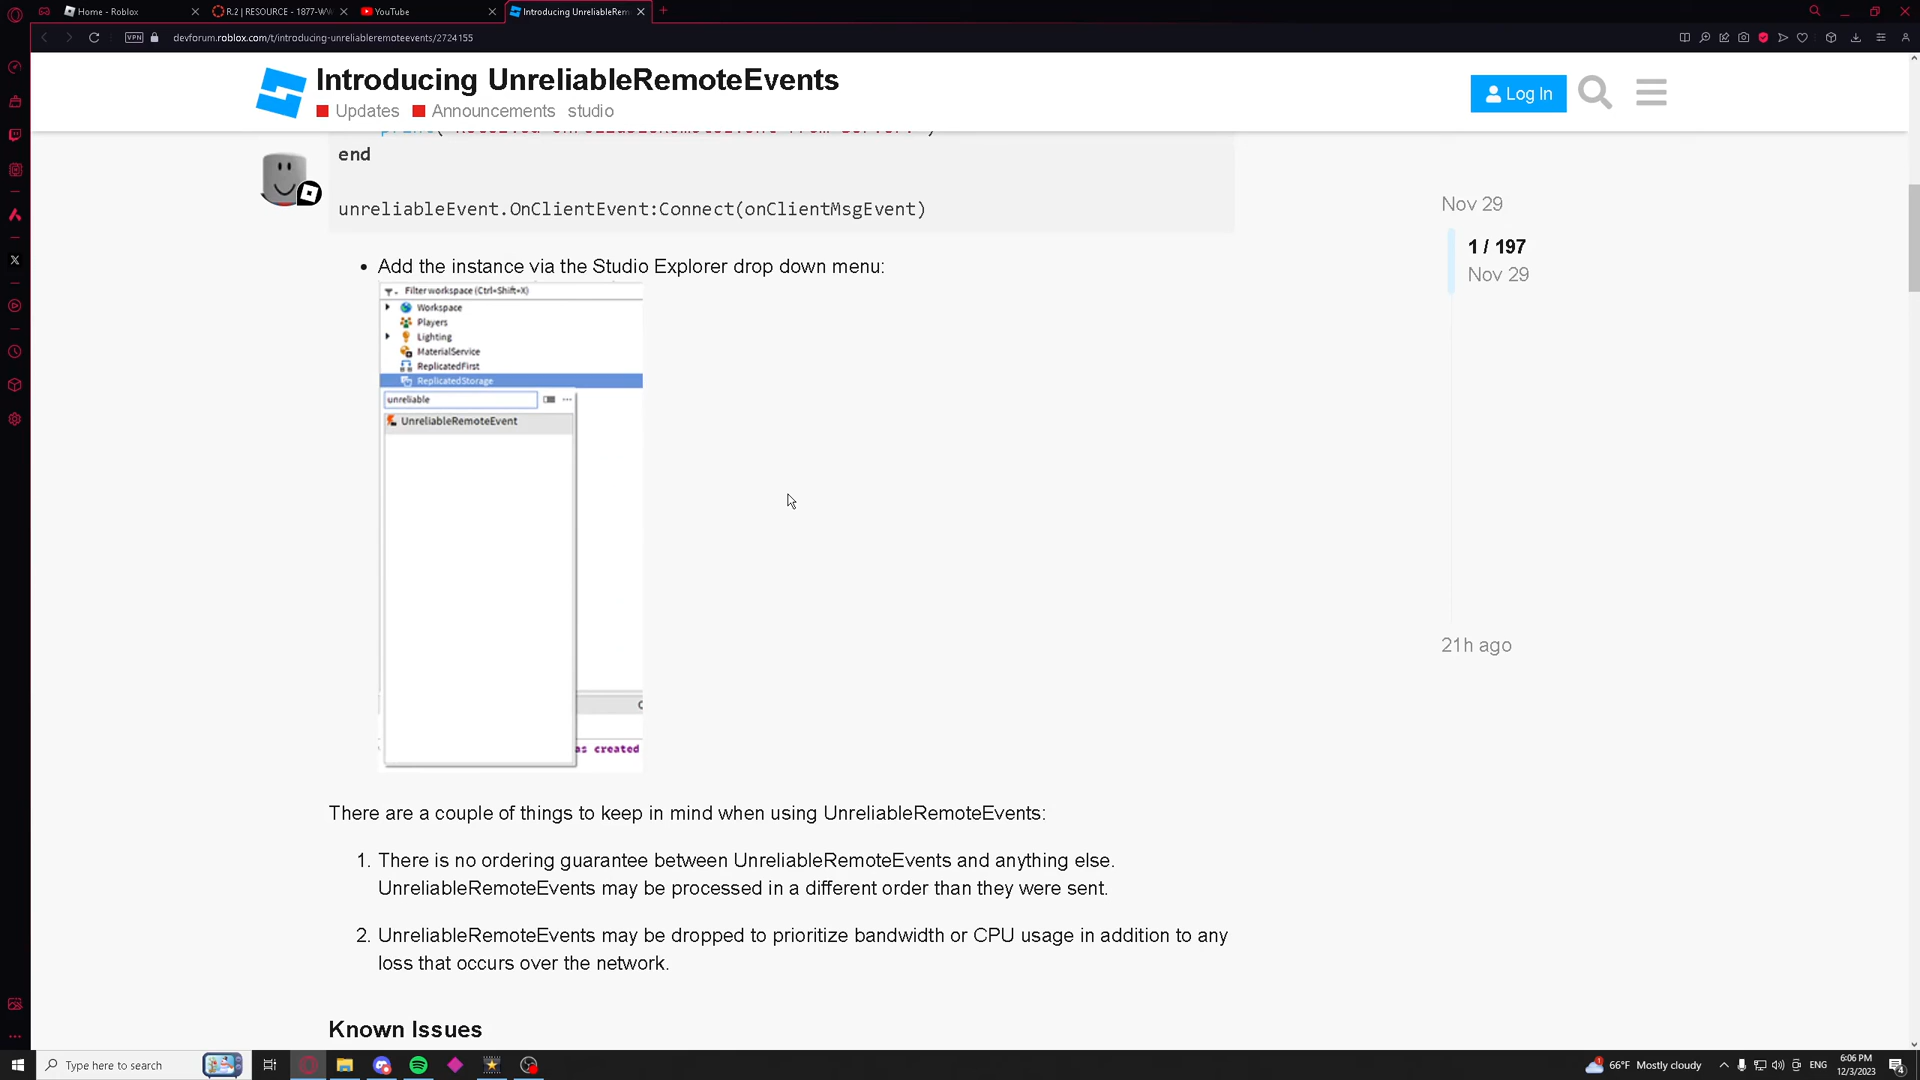 Home - Roblox
R.2 | RESOURCE - 1877-WW
YouTube
Introducing UnreliableRem
devforum.roblox.com/t/introducing-unreliableremoteevents/2724155
VPN
Introducing UnreliableRemoteEvents
Updates Announcements studio
Log In
end
unreliableEvent.OnClientEvent:Connect(onClientMsgEvent)
Nov 29
1 / 197
Nov 29
21h ago
• Add the instance via the Studio Explorer drop down menu:
Filter workspace (Ctrl+Shift+X)
Workspace
Players
Lighting
MaterialService
ReplicatedFirst
ReplicatedStorage
unreliable
UnreliableRemoteEvent
as created
There are a couple of things to keep in mind when using UnreliableRemoteEvents:
1. There is no ordering guarantee between UnreliableRemoteEvents and anything else.
UnreliableRemoteEvents may be processed in a different order than they were sent.
2. UnreliableRemoteEvents may be dropped to prioritize bandwidth or CPU usage in addition to any
loss that occurs over the network.
Known Issues
Type here to search
66°F Mostly cloudy
ENG
6:06 PM
12/3/2023